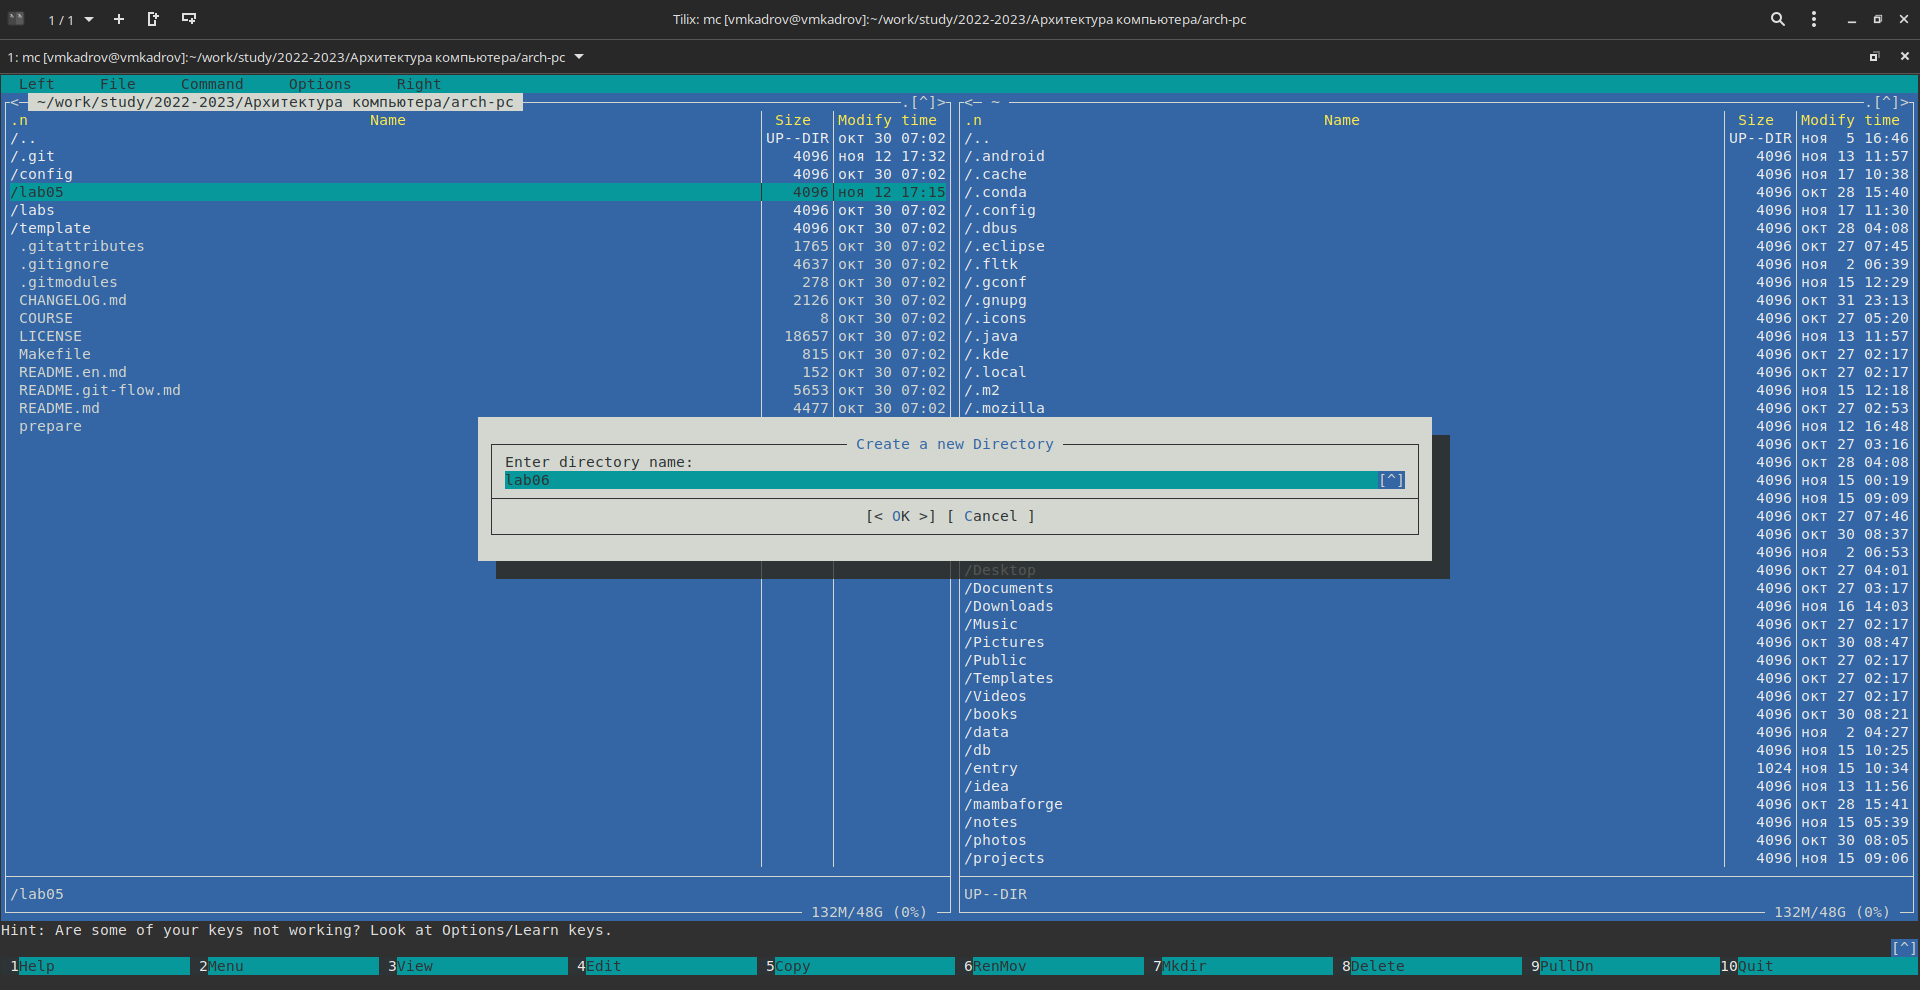 1 / 1
Tilix: mc [vmkadrov@vmkadrov]:~/work/study/2022-2023/Архитектура компьютера/arch-pc
1: mc [vmkadrov@vmkadrov]:~/work/study/2022-2023/Архитектура компьютера/arch-pc
Left File Command Options Right
<─ ~/work/study/2022-2023/Архитектура компьютера/arch-pc .[^]>
.n Name Size Modify time
/.. UP--DIR окт 30 07:02
/.git 4096 ноя 12 17:32
/config 4096 окт 30 07:02
/lab05 4096 ноя 12 17:15
/labs 4096 окт 30 07:02
/template 4096 окт 30 07:02
.gitattributes 1765 окт 30 07:02
.gitignore 4637 окт 30 07:02
.gitmodules 278 окт 30 07:02
CHANGELOG.md 2126 окт 30 07:02
COURSE 8 окт 30 07:02
LICENSE 18657 окт 30 07:02
Makefile 815 окт 30 07:02
README.en.md 152 окт 30 07:02
README.git-flow.md 5653 окт 30 07:02
README.md 4477 окт 30 07:02
prepare
/lab05
132M/48G (0%)
<─ ~ .[^]>
.n Name Size Modify time
/.. UP--DIR ноя 5 16:46
/.android 4096 ноя 13 11:57
/.cache 4096 ноя 17 10:38
/.conda 4096 окт 28 15:40
/.config 4096 ноя 17 11:30
/.dbus 4096 окт 28 04:08
/.eclipse 4096 окт 27 07:45
/.fltk 4096 ноя 2 06:39
/.gconf 4096 ноя 15 12:29
/.gnupg 4096 окт 31 23:13
/.icons 4096 окт 27 05:20
/.java 4096 ноя 13 11:57
/.kde 4096 окт 27 02:17
/.local 4096 окт 27 02:17
/.m2 4096 ноя 15 12:18
/.mozilla 4096 окт 27 02:53
4096 ноя 12 16:48
4096 окт 27 03:16
4096 окт 28 04:08
4096 ноя 15 00:19
4096 ноя 15 09:09
4096 окт 27 07:46
4096 окт 30 08:37
4096 ноя 2 06:53
/Desktop 4096 окт 27 04:01
/Documents 4096 окт 27 03:17
/Downloads 4096 ноя 16 14:03
/Music 4096 окт 27 02:17
/Pictures 4096 окт 30 08:47
/Public 4096 окт 27 02:17
/Templates 4096 окт 27 02:17
/Videos 4096 окт 27 02:17
/books 4096 окт 30 08:21
/data 4096 ноя 2 04:27
/db 4096 ноя 15 10:25
/entry 1024 ноя 15 10:34
/idea 4096 ноя 13 11:56
/mambaforge 4096 окт 28 15:41
/notes 4096 ноя 15 05:39
/photos 4096 окт 30 08:05
/projects 4096 ноя 15 09:06
UP--DIR
132M/48G (0%)
Create a new Directory
Enter directory name:
lab06 [^]
[< OK >] [ Cancel ]
Hint: Are some of your keys not working? Look at Options/Learn keys.
[^]
1Help 2Menu 3View 4Edit 5Copy 6RenMov 7Mkdir 8Delete 9PullDn 10Quit